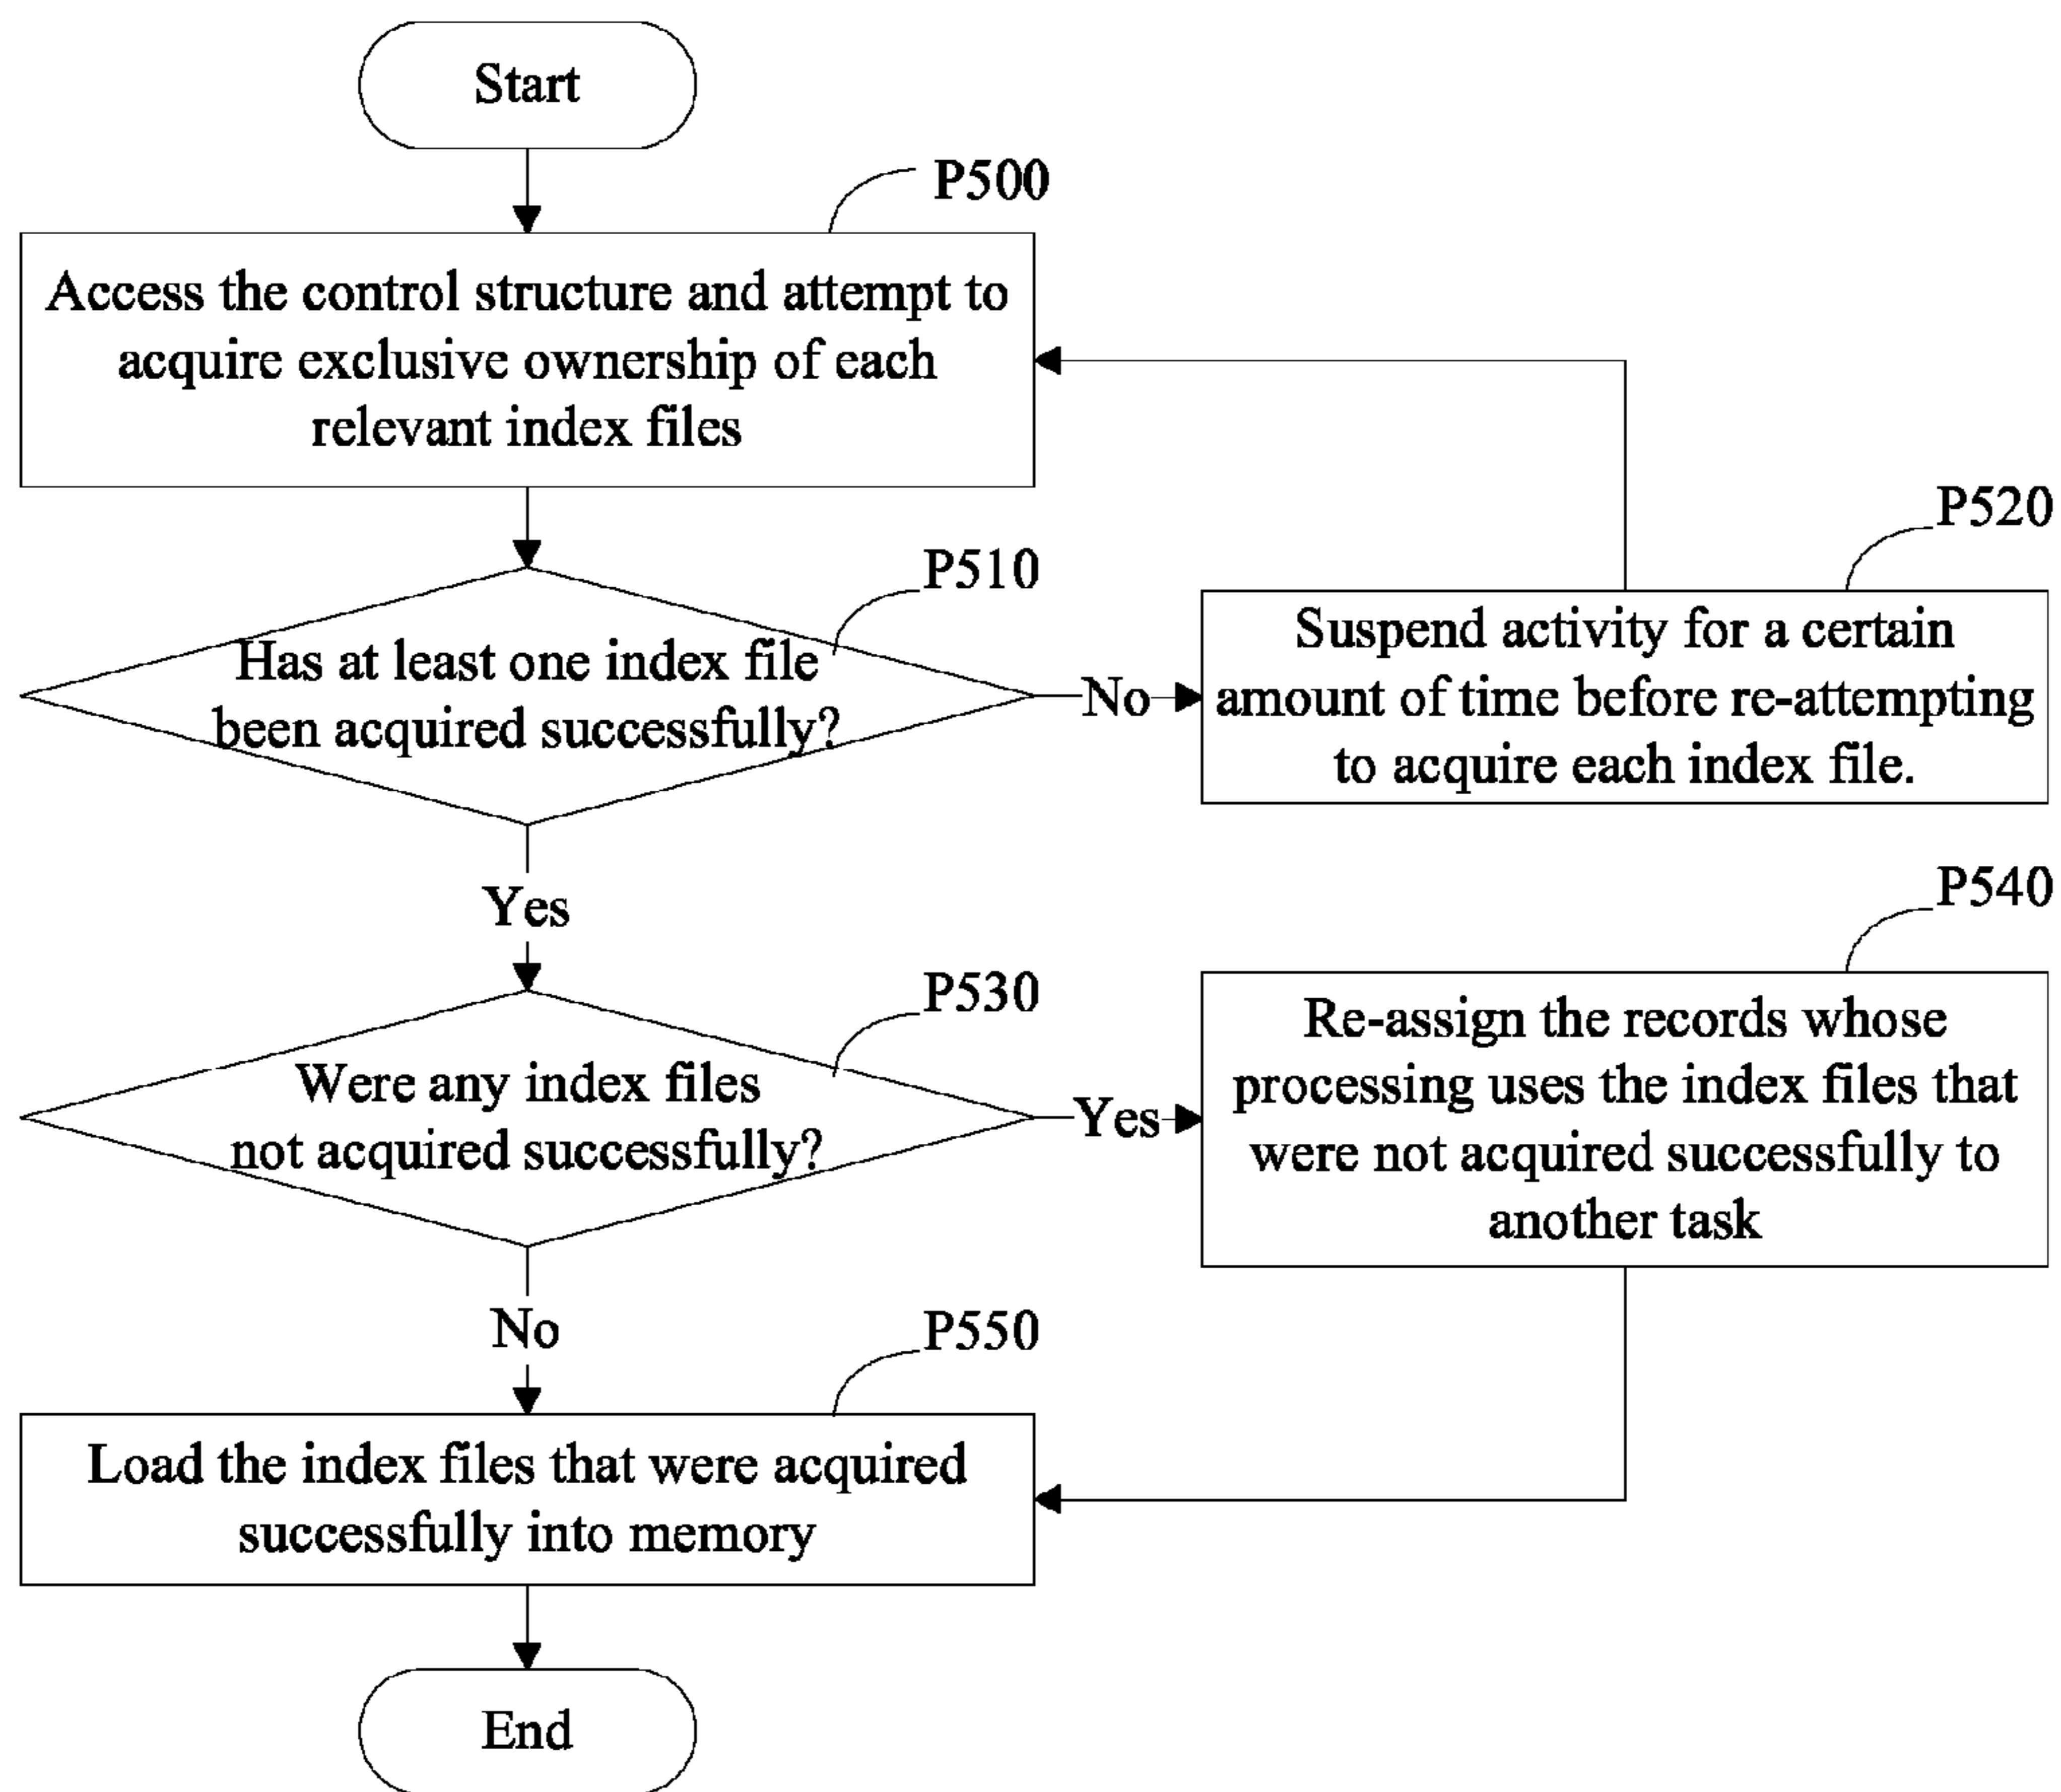 Start
P500
Access the control structure and attempt to
acquire exclusive ownership of each
relevant index files
P510
Has at least one index file
been acquired successfully?
No
P520
Suspend activity for a certain
amount of time before re-attempting
to acquire each index file.
Yes
P530
Were any index files
not acquired successfully?
Yes
P540
Re-assign the records whose
processing uses the index files that
were not acquired successfully to
another task
No
P550
Load the index files that were acquired
successfully into memory
End